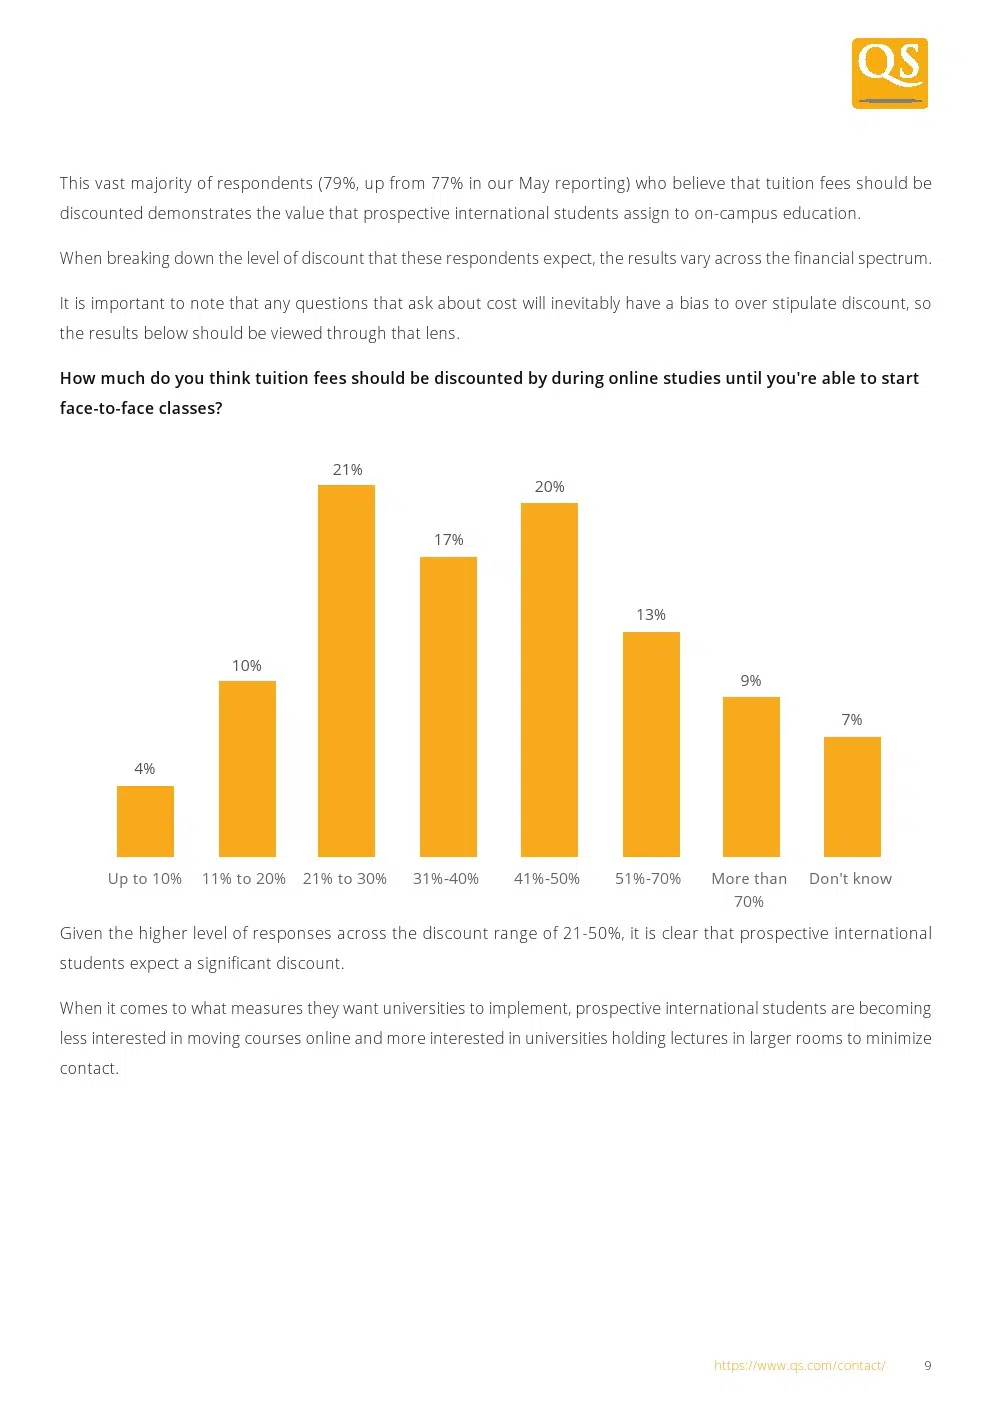 QS
This vast majority of respondents (79%, up from 77% in our May reporting) who believe that tuition fees should be
discounted demonstrates the value that prospective international students assign to on-campus education.
When breaking down the level of discount that these respondents expect, the results vary across the financial spectrum.
It is important to note that any questions that ask about cost will inevitably have a bias to over stipulate discount, so
the results below should be viewed through that lens.
How much do you think tuition fees should be discounted by during online studies until you're able to start
face-to-face classes?
4%
10%
21%
17%
20%
13%
9%
7%
Up to 10%
11% to 20%
21% to 30%
31%-40%
41%-50%
51%-70%
More than
70%
Don't know
Given the higher level of responses across the discount range of 21-50%, it is clear that prospective international
students expect a significant discount.
When it comes to what measures they want universities to implement, prospective international students are becoming
less interested in moving courses online and more interested in universities holding lectures in larger rooms to minimize
contact.
https://www.qs.com/contact/ 9